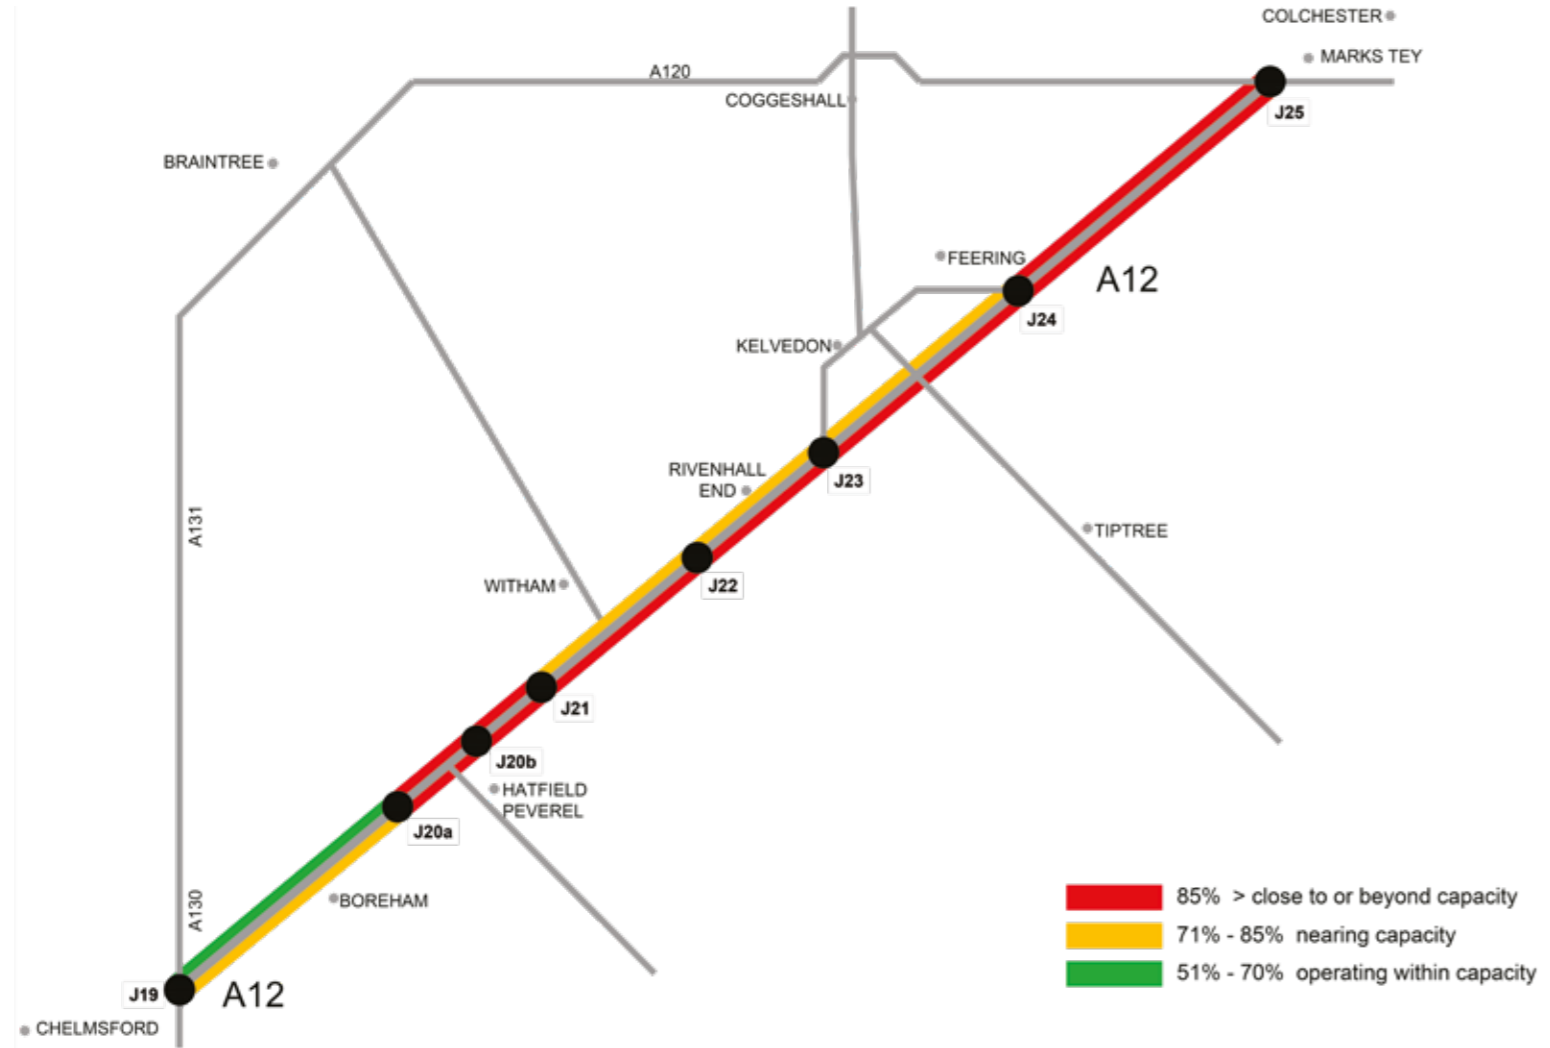 COLCHESTER
MARKS TEY
A120
COGGESHALL
J25
BRAINTREE
FEERING
A12
J24
KELVEDON
RIVENHALL
END
J23
A131
TIPTREE
WITHAM
J22
J21
J20b
HATFIELD
PEVEREL
J20a
BOREHAM
A130
85% > close to or beyond capacity
71% - 85% nearing capacity
51% - 70% operating within capacity
J19
A12
CHELMSFORD